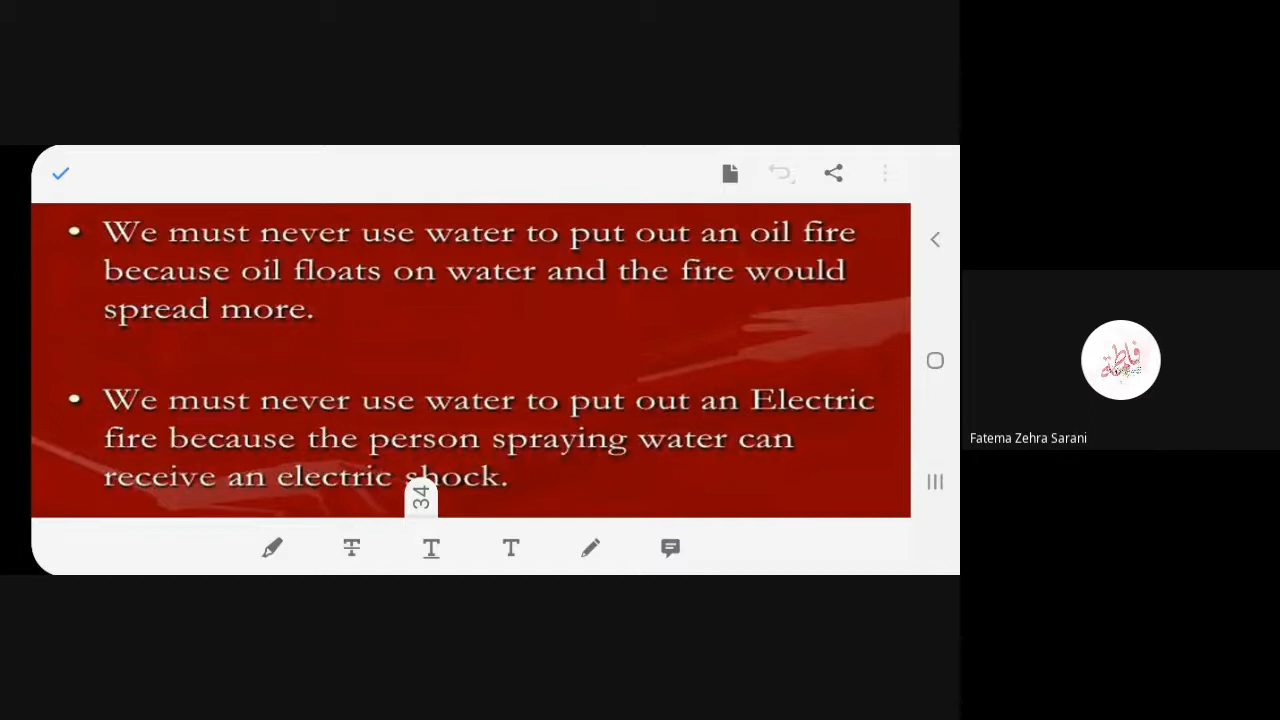 • We must never use water to put out an oil fire
because oil floats on water and the fire would
spread more.
• We must never use water to put out an Electric
fire because the person spraying water can
receive an electric shock.
34
فاطمة
Fatema Zehra Sarani